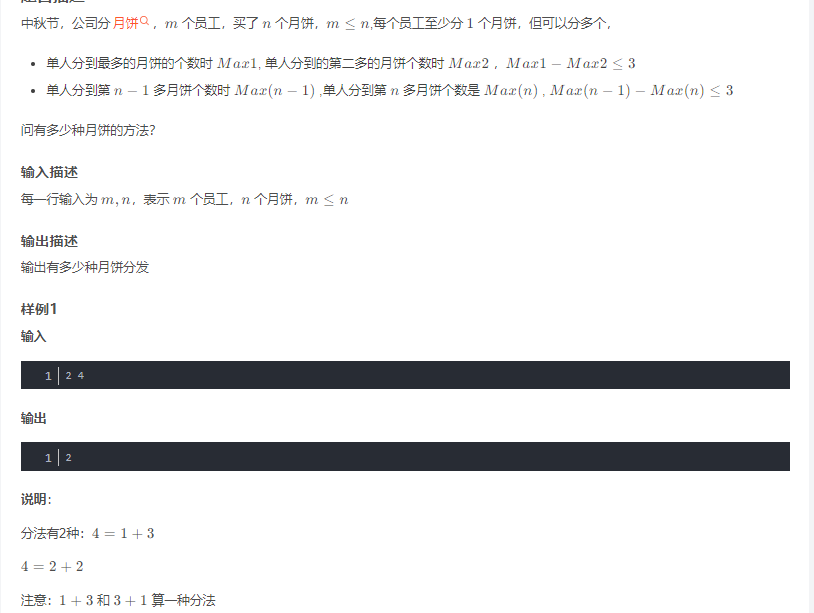 中秋节，公司分月饼，m 个员工，买了 n 个月饼，m ≤ n,每个员工至少分 1 个月饼，但可以分多个，
• 单人分到最多的月饼的个数时 Max1, 单人分到的第二多的月饼个数时 Max2 ，Max1 − Max2 ≤ 3
• 单人分到第 n − 1 多月饼个数时 Max(n − 1) ,单人分到第 n 多月饼个数是 Max(n) , Max(n − 1) − Max(n) ≤ 3
问有多少种月饼的方法？
输入描述
每一行输入为 m, n，表示 m 个员工，n 个月饼，m ≤ n
输出描述
输出有多少种月饼分发
样例1
输入
1 2 4
输出
1 2
说明：
分法有2种：4 = 1 + 3
4 = 2 + 2
注意：1 + 3 和 3 + 1 算一种分法